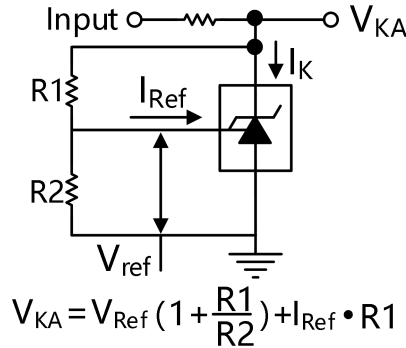 Input
V_KA
I_K
R1
I_Ref
R2
V_ref
V_KA = V_Ref (1 + R1/R2) + I_Ref • R1